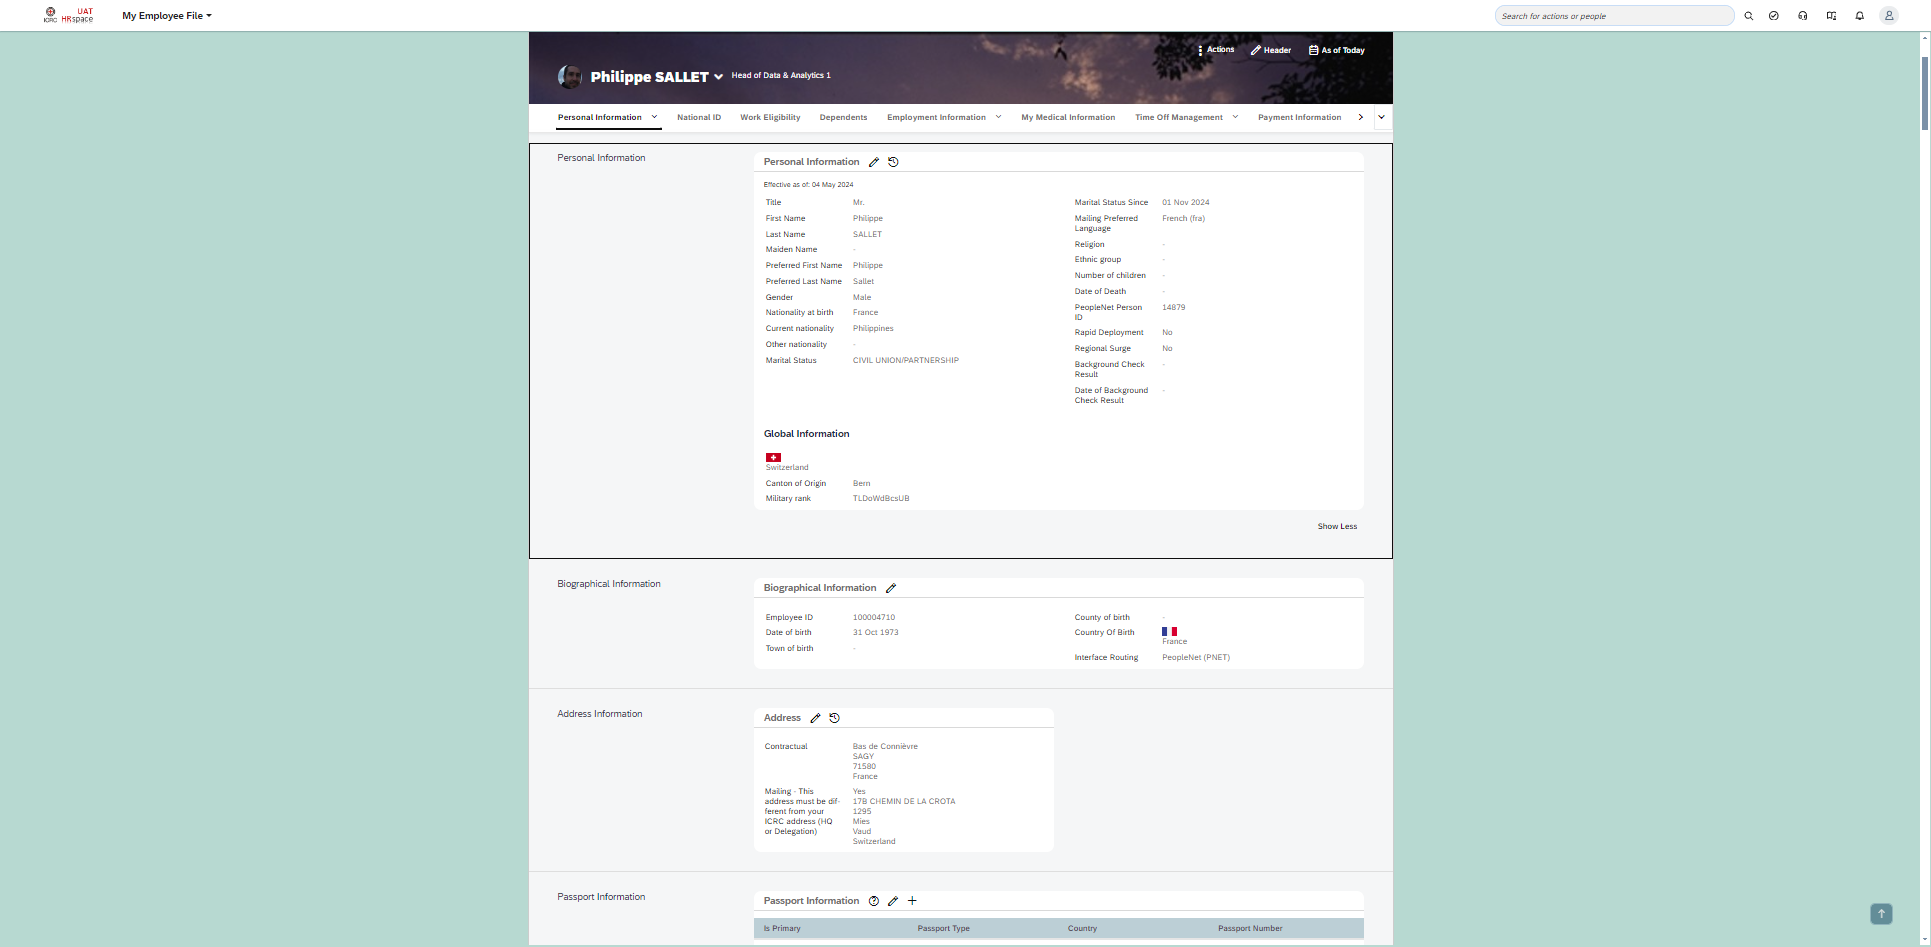 ICRC
UAT
HRspace
My Employee File
Search for actions or people
Actions
Header
As of Today
Philippe SALLET
Head of Data & Analytics 1
Personal Information
National ID
Work Eligibility
Dependents
Employment Information
My Medical Information
Time Off Management
Payment Information
Personal Information
Personal Information
Effective as of: 04 May 2024
Title Mr.
First Name Philippe
Last Name SALLET
Maiden Name -
Preferred First Name Philippe
Preferred Last Name Sallet
Gender Male
Nationality at birth France
Current nationality Philippines
Other nationality -
Marital Status CIVIL UNION/PARTNERSHIP
Marital Status Since 01 Nov 2024
Mailing Preferred French (fra)
Language
Religion -
Ethnic group -
Number of children -
Date of Death -
PeopleNet Person 14879
ID
Rapid Deployment No
Regional Surge No
Background Check -
Result
Date of Background -
Check Result
Global Information
Switzerland
Canton of Origin Bern
Military rank TLDoWdBcsUB
Show Less
Biographical Information
Biographical Information
Employee ID 100004710
Date of birth 31 Oct 1973
Town of birth -
County of birth -
Country Of Birth
France
Interface Routing PeopleNet (PNET)
Address Information
Address
Contractual Bas de Connièvre
SAGY
71580
France
Mailing - This Yes
address must be dif- 17B CHEMIN DE LA CROTA
ferent from your 1295
ICRC address (HQ Mies
or Delegation) Vaud
Switzerland
Passport Information
Passport Information
Is Primary Passport Type Country Passport Number